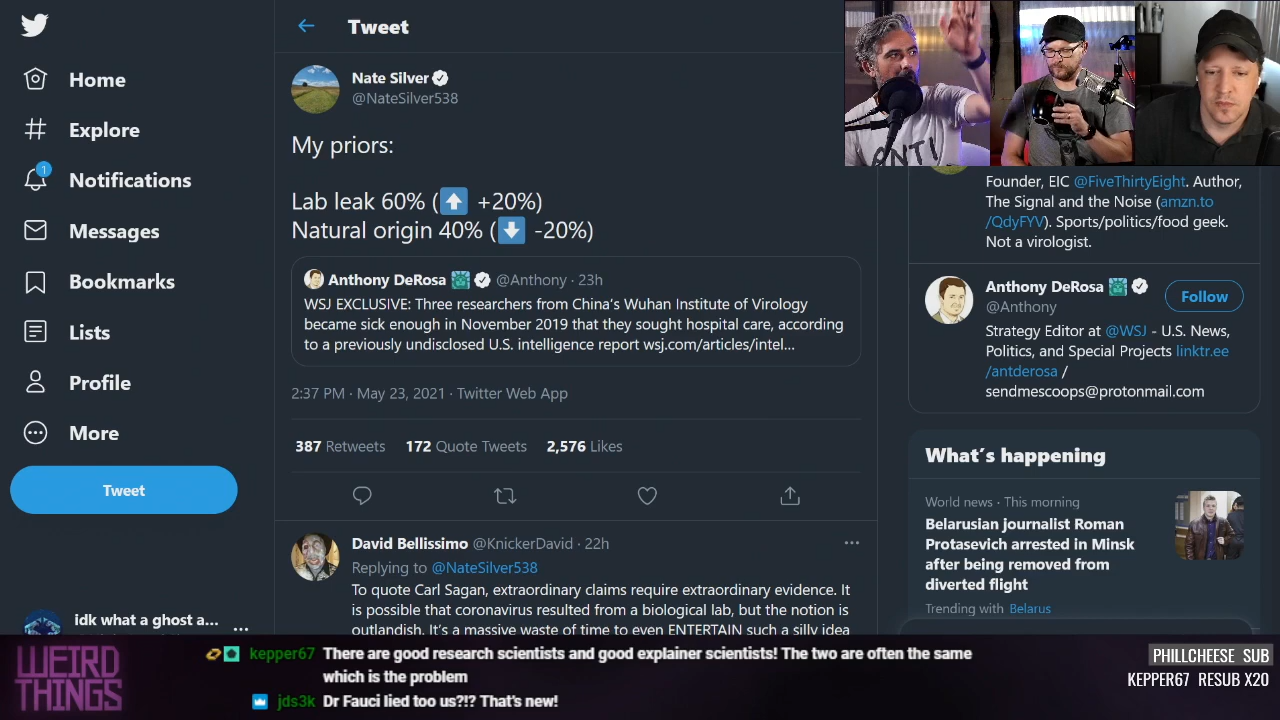 Tweet
Nate Silver
@NateSilver538
Home
My priors:
Explore
Notifications
1
Lab leak 60% (⬆ +20%)
Natural origin 40% (⬇ -20%)
Messages
Bookmarks
Anthony DeRosa @Anthony · 23h
WSJ EXCLUSIVE: Three researchers from China's Wuhan Institute of Virology
became sick enough in November 2019 that they sought hospital care, according
to a previously undisclosed U.S. intelligence report wsj.com/articles/intel...
Lists
Profile
2:37 PM · May 23, 2021 · Twitter Web App
More
387 Retweets 172 Quote Tweets 2,576 Likes
Tweet
David Bellissimo @KnickerDavid · 22h
Replying to @NateSilver538
To quote Carl Sagan, extraordinary claims require extraordinary evidence. It
is possible that coronavirus resulted from a biological lab, but the notion is
outlandish. It's a massive waste of time to even ENTERTAIN such a silly idea
idk what a ghost a...
ANTI
Founder, EIC @FiveThirtyEight. Author,
The Signal and the Noise (amzn.to
/QdyFYV). Sports/politics/food geek.
Not a virologist.
Anthony DeRosa
@Anthony
Follow
Strategy Editor at @WSJ - U.S. News,
Politics, and Special Projects linktr.ee
/antderosa /
sendmescoops@protonmail.com
What's happening
World news · This morning
Belarusian journalist Roman
Protasevich arrested in Minsk
after being removed from
diverted flight
Trending with Belarus
WEIRD
THINGS
kepper67 There are good research scientists and good explainer scientists! The two are often the same
which is the problem
jds3k Dr Fauci lied too us?!? That's new!
PHILLCHEESE SUB
KEPPER67 RESUB X20